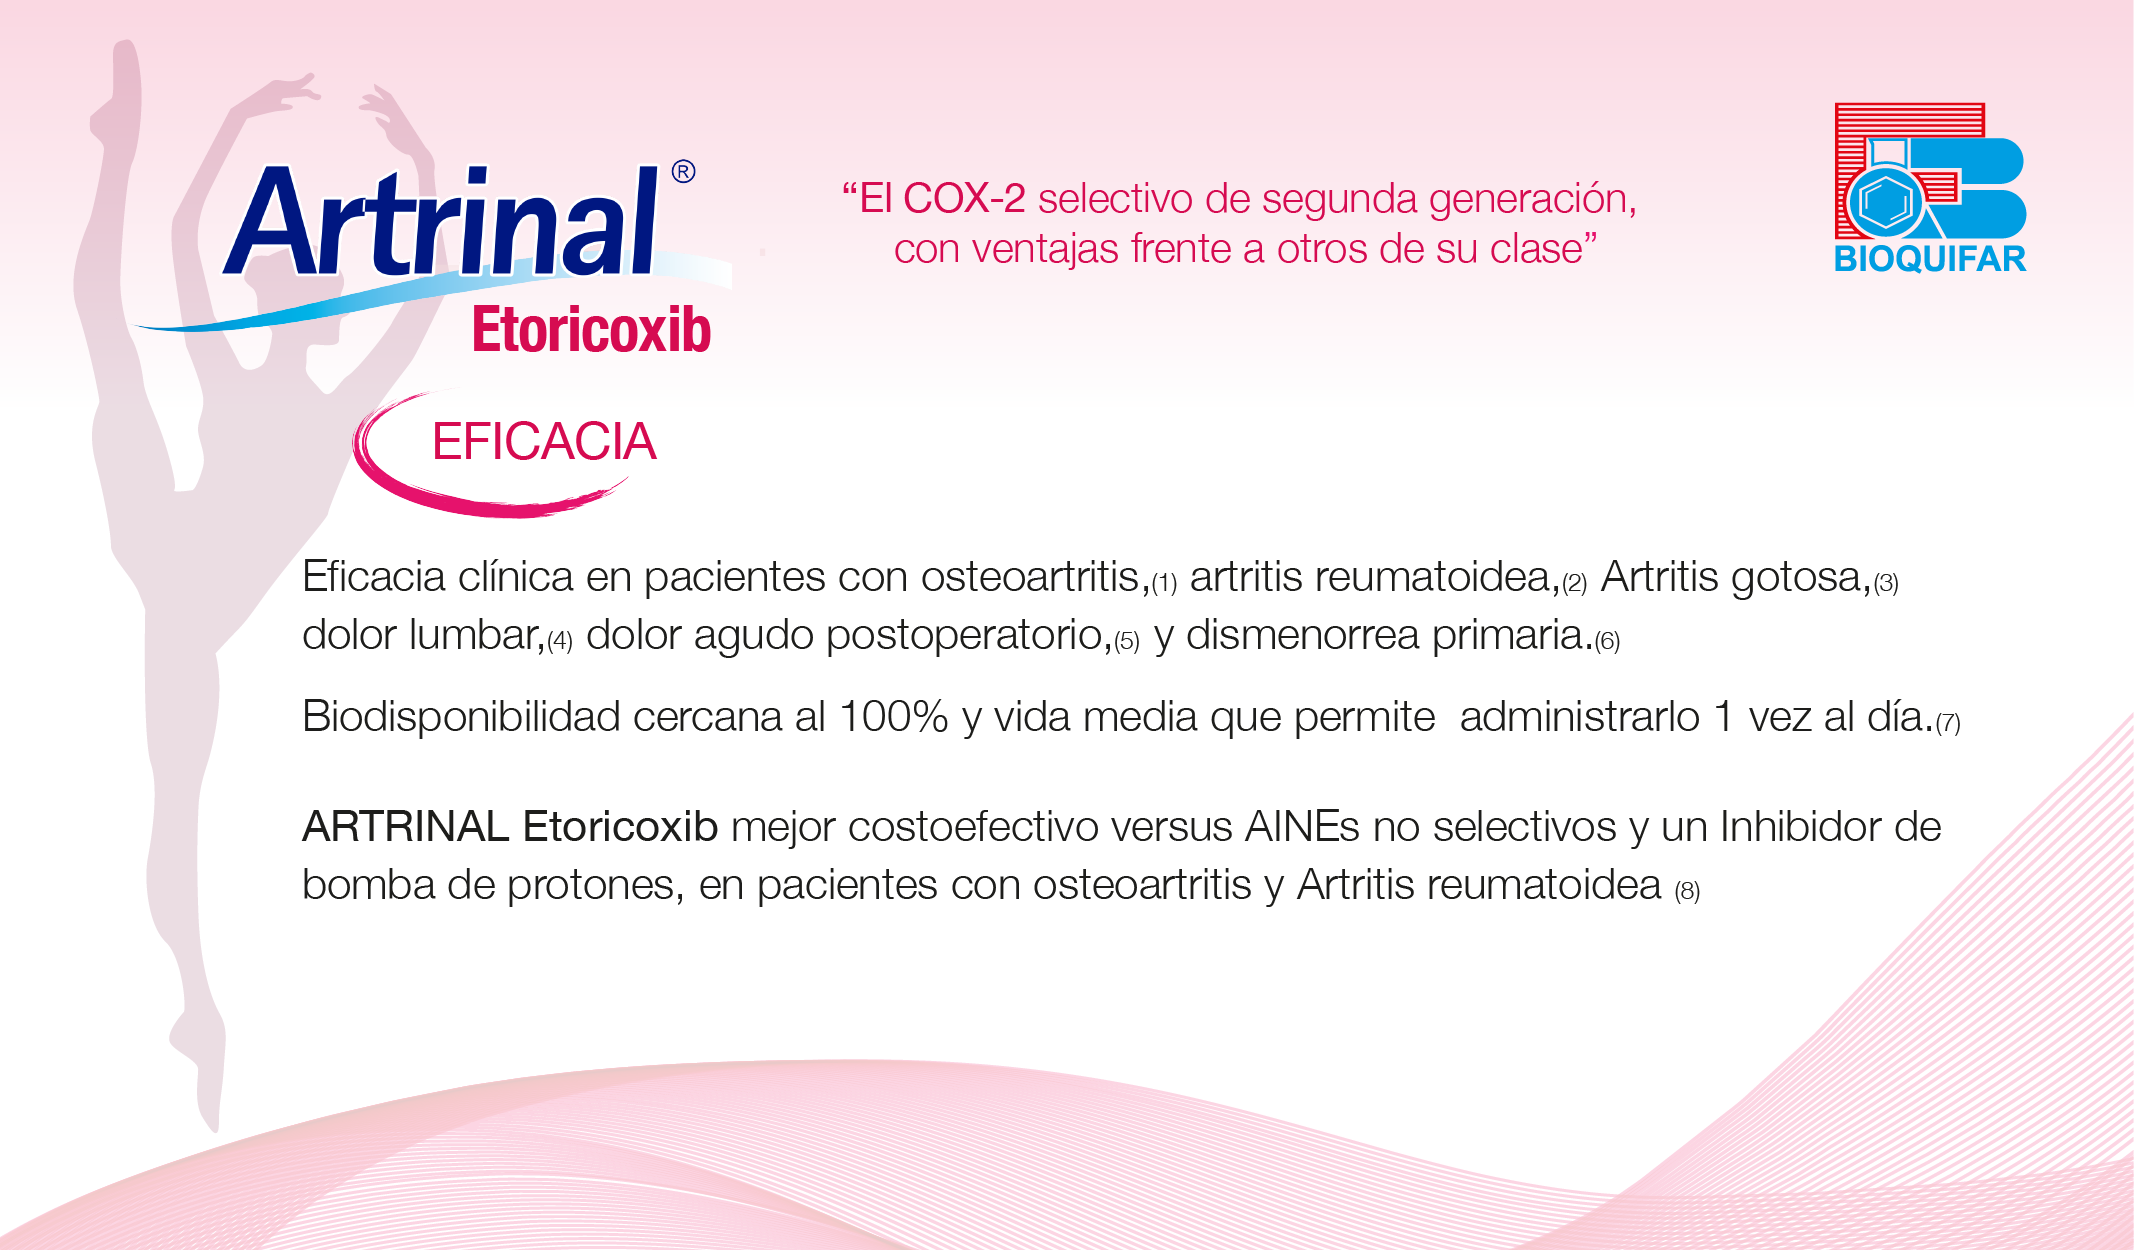 Artrinal®
Etoricoxib
“El COX-2 selectivo de segunda generación,
con ventajas frente a otros de su clase”
BIOQUIFAR
EFICACIA
Eficacia clínica en pacientes con osteoartritis,(1) artritis reumatoidea,(2) Artritis gotosa,(3)
dolor lumbar,(4) dolor agudo postoperatorio,(5) y dismenorrea primaria.(6)
Biodisponibilidad cercana al 100% y vida media que permite  administrarlo 1 vez al día.(7)
ARTRINAL Etoricoxib mejor costoefectivo versus AINEs no selectivos y un Inhibidor de
bomba de protones, en pacientes con osteoartritis y Artritis reumatoidea (8)